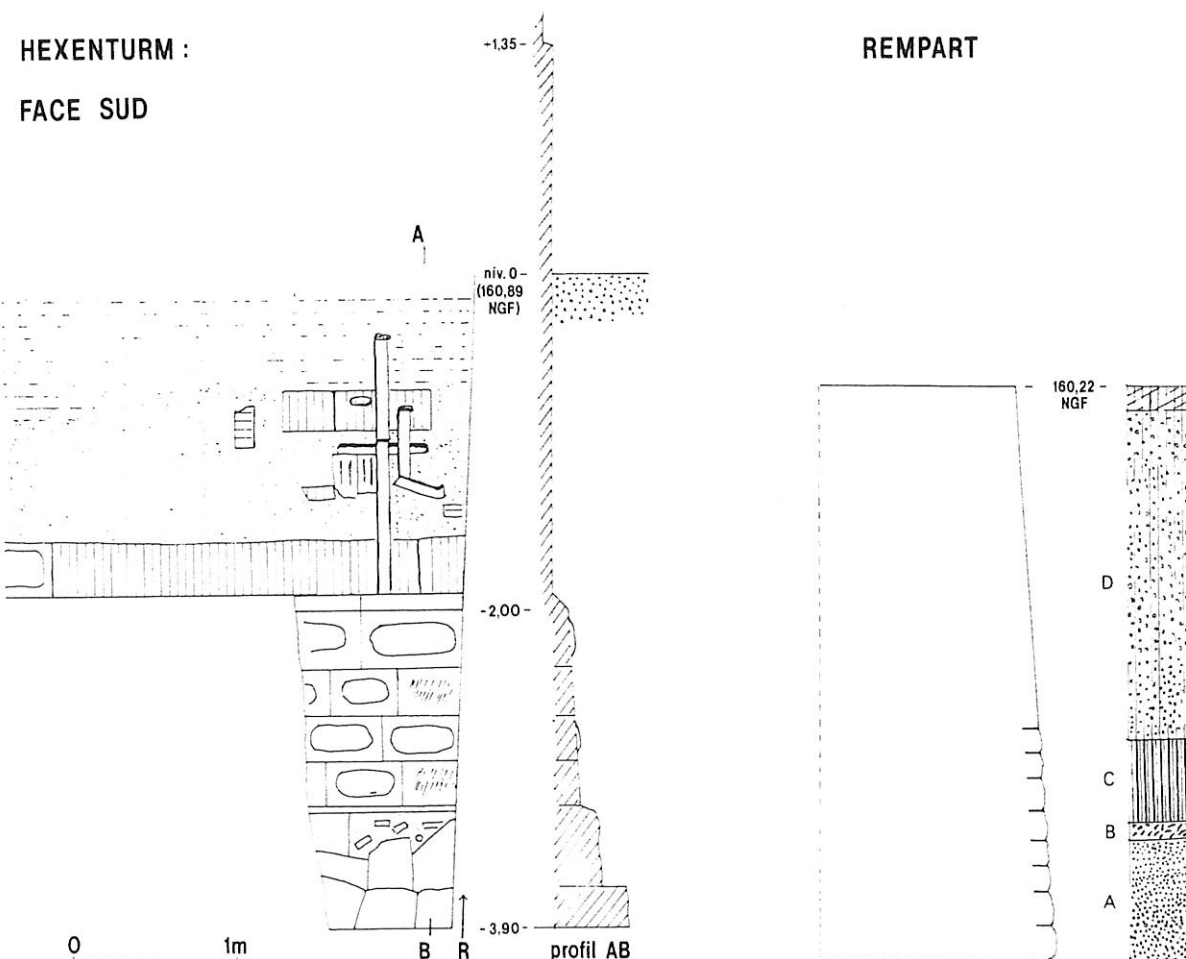 HEXENTURM :
FACE SUD
REMPART
+1,35
A
niv. 0
(160,89
NGF)
160,22
NGF
D
-2,00
C
B
A
-3,90
0
1m
B
R
profil AB